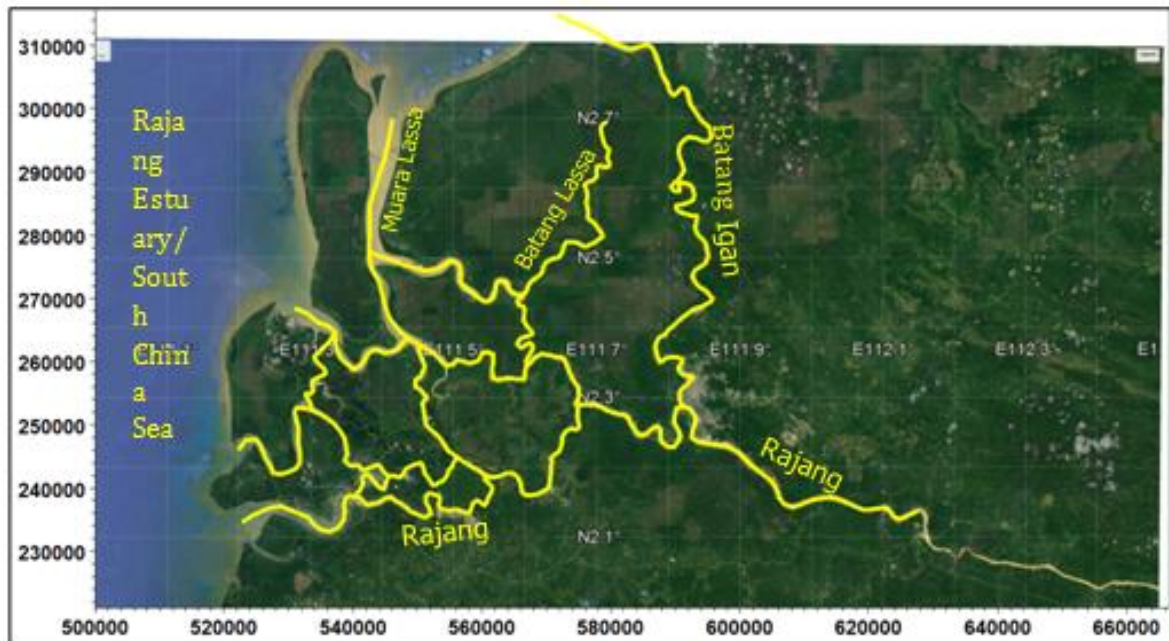 310000
300000
290000
280000
270000
260000
250000
240000
230000
Raja
ng
Estu
ary/
Sout
h
Chin
a
Sea
Muara Lassa
Batang Lassa
Batang Igan
Rajang
Rajang
N2.7°
N2.5°
E111.5°
E111.7°
E111.9°
E112.1°
E112.3°
E1
N2.3°
N2.1°
500000
520000
540000
560000
580000
600000
620000
640000
660000